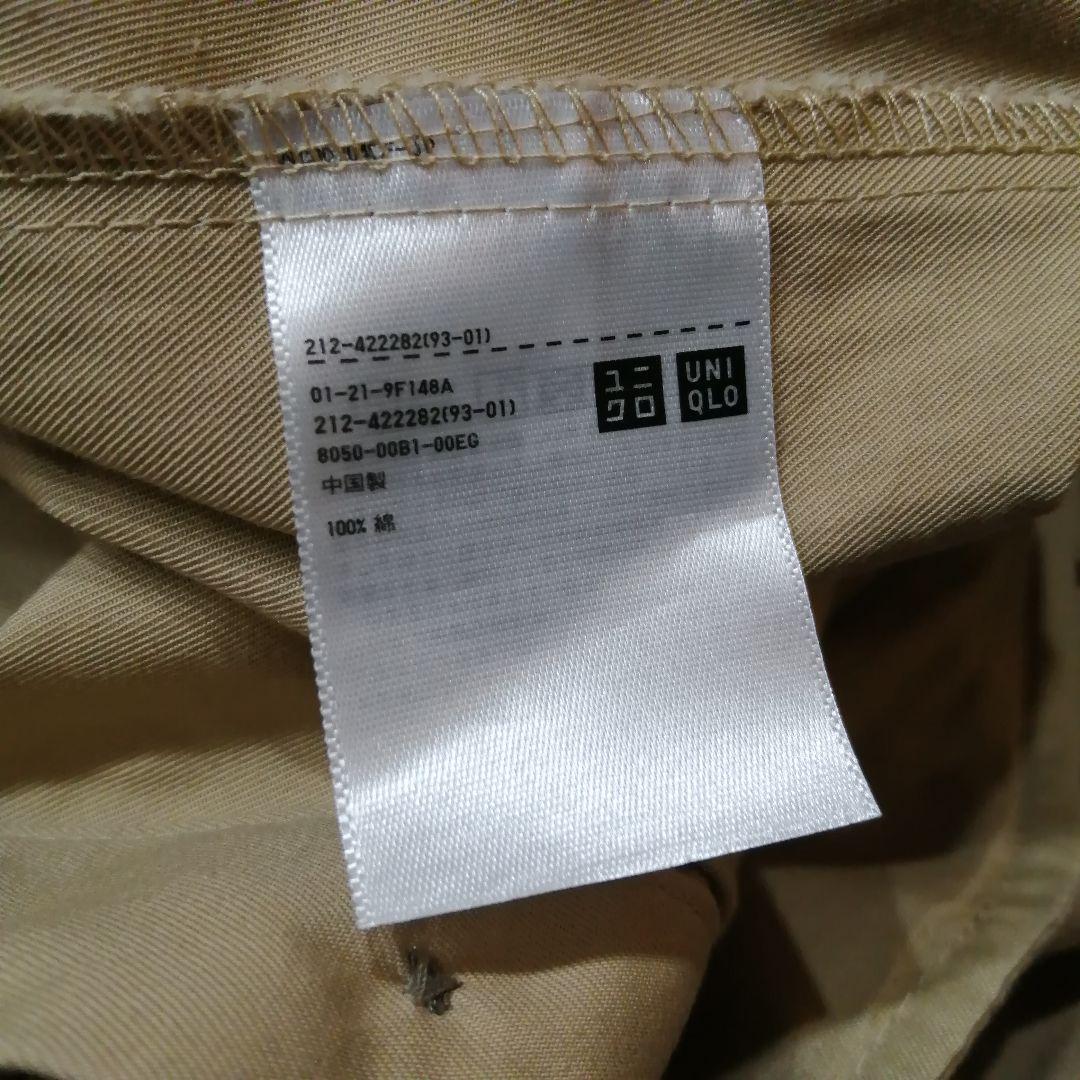 212-422282(93-01)
01-21-9F148A
212-422282(93-01)
8050-00B1-00EG
中国製
100% 綿
ユニ
クロ
UNI
QLO